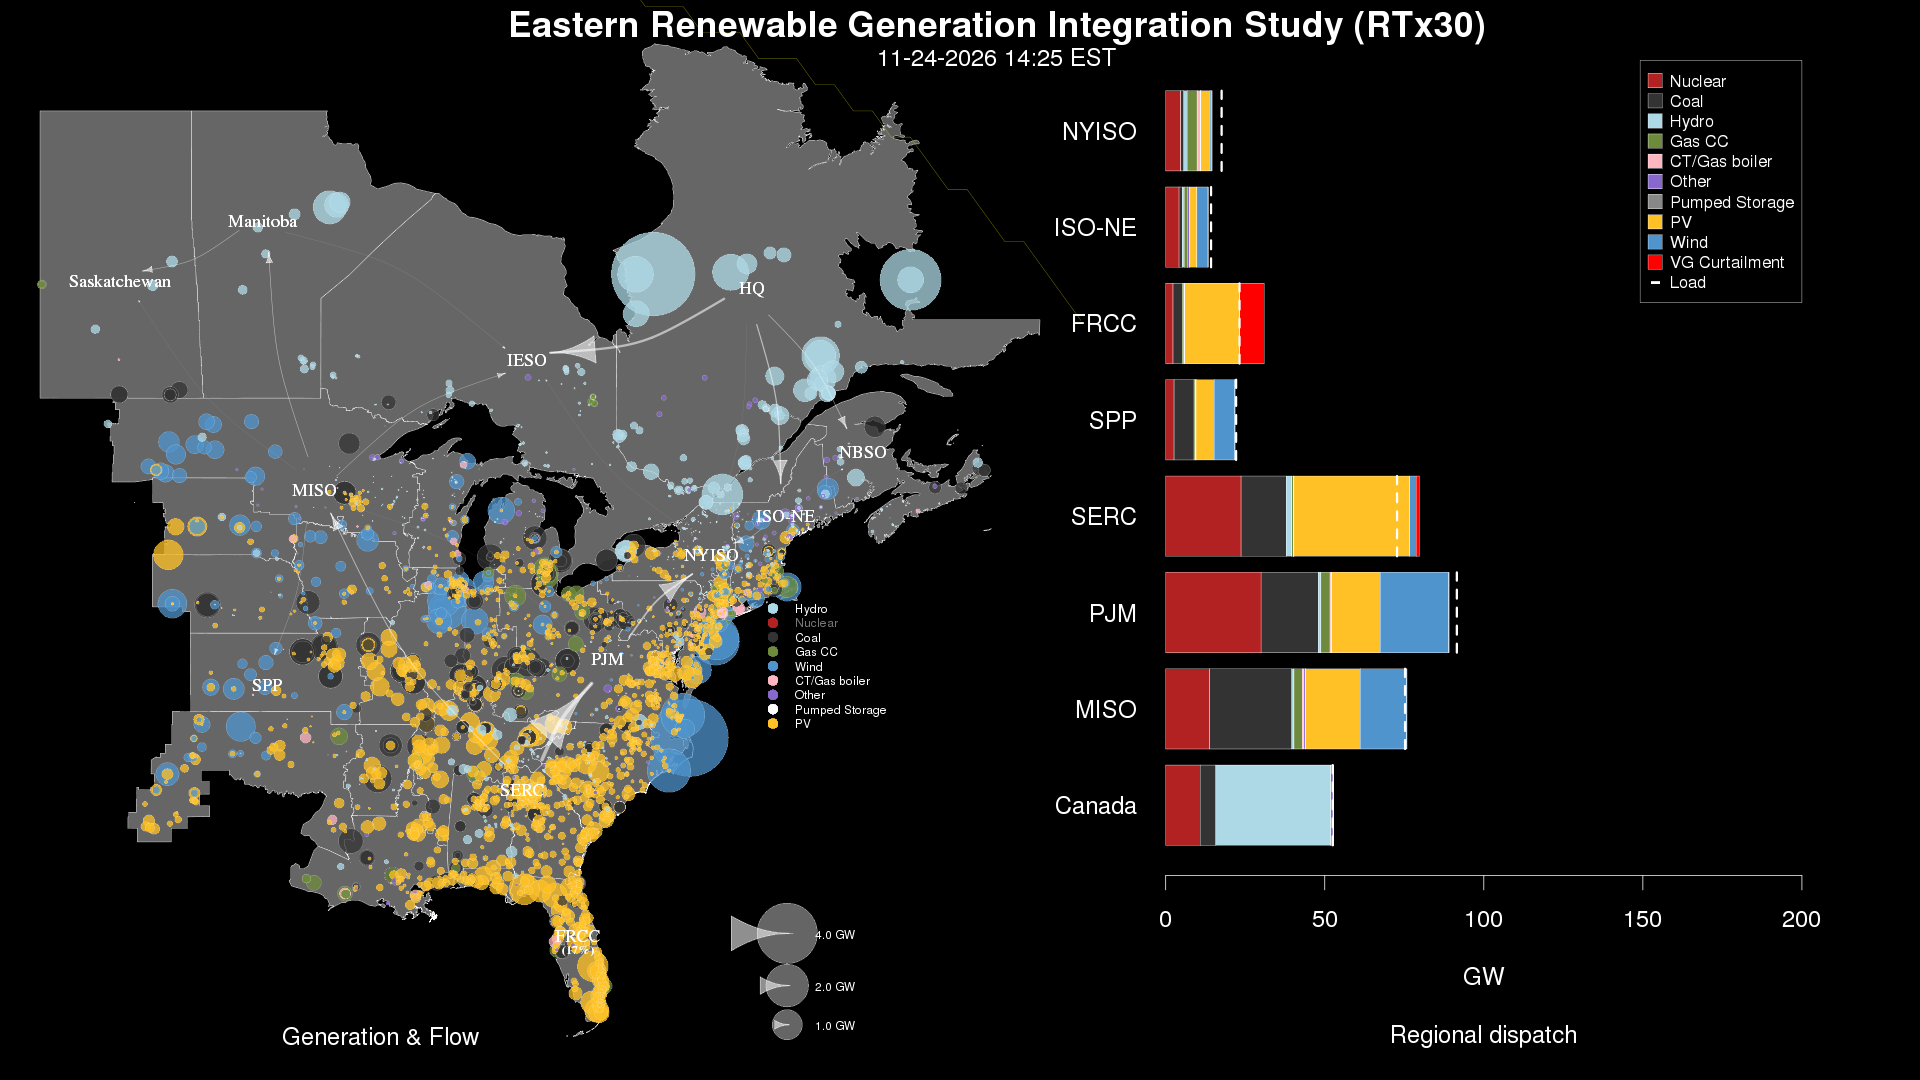 Eastern Renewable Generation Integration Study (RTx30)
11-24-2026 14:25 EST
Manitoba
Saskatchewan
HQ
IESO
NBSO
MISO
ISO-NE
NYISO
PJM
SPP
SERC
FRCC
(17%)
Hydro
Nuclear
Coal
Gas CC
Wind
CT/Gas boiler
Other
Pumped Storage
PV
4.0 GW
2.0 GW
1.0 GW
Generation & Flow
NYISO
ISO-NE
FRCC
SPP
SERC
PJM
MISO
Canada
0 50 100 150 200
GW
Regional dispatch
Nuclear
Coal
Hydro
Gas CC
CT/Gas boiler
Other
Pumped Storage
PV
Wind
VG Curtailment
Load